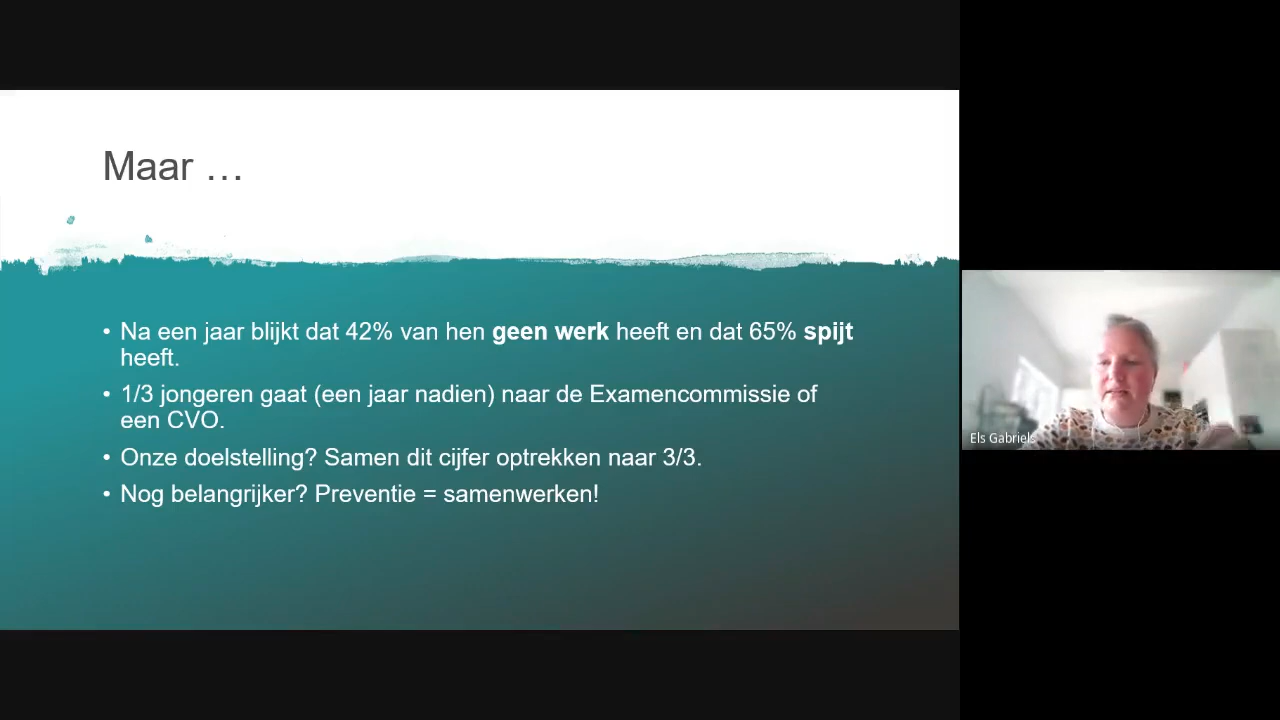 Maar …
• Na een jaar blijkt dat 42% van hen geen werk heeft en dat 65% spijt
heeft.
• 1/3 jongeren gaat (een jaar nadien) naar de Examencommissie of
een CVO.
• Onze doelstelling? Samen dit cijfer optrekken naar 3/3.
• Nog belangrijker? Preventie = samenwerken!
Els Gabriels